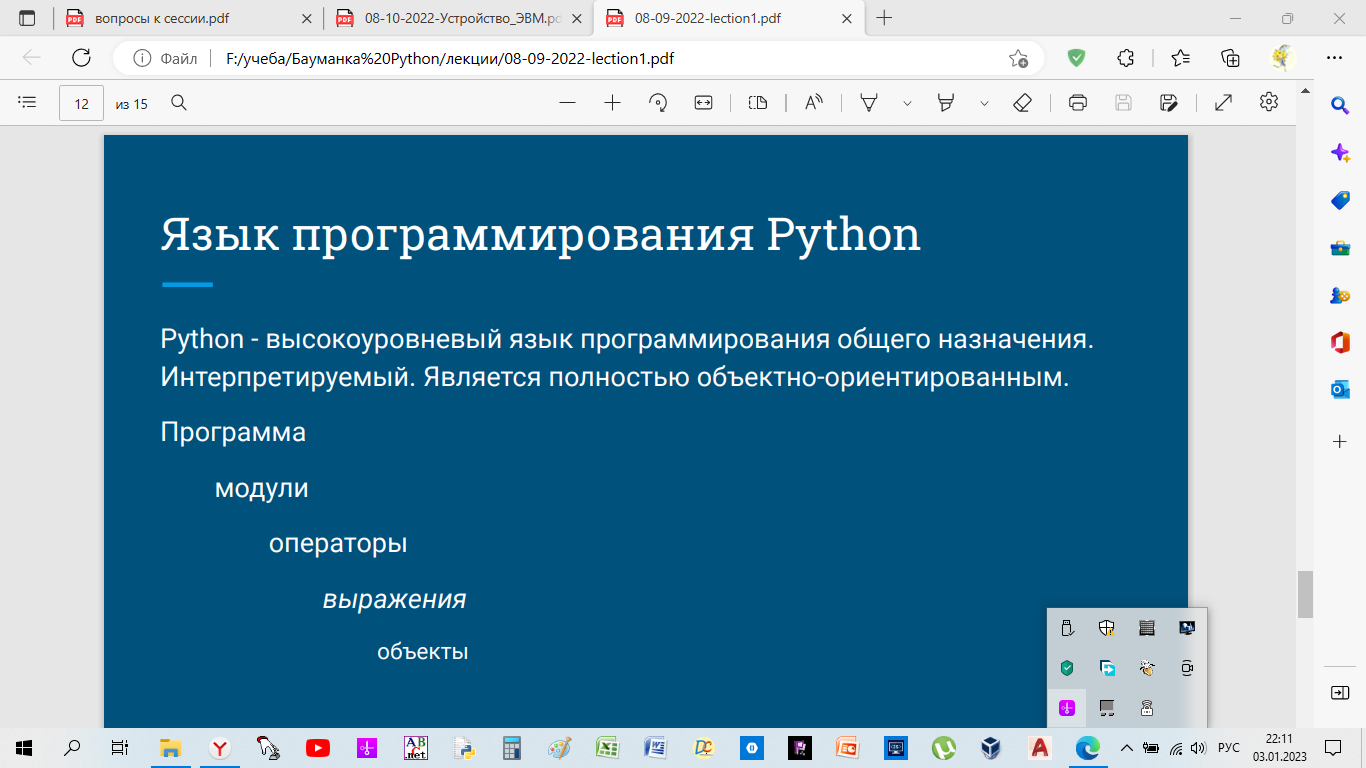 вопросы к сессии.pdf
08-10-2022-Устройство_ЭВМ.pd
08-09-2022-lection1.pdf
Файл
F:/учеба/Бауманка%20Python/лекции/08-09-2022-lection1.pdf
12
из 15
Язык программирования Python
Python - высокоуровневый язык программирования общего назначения.
Интерпретируемый. Является полностью объектно-ориентированным.
Программа
модули
операторы
выражения
объекты
РУС
22:11
03.01.2023